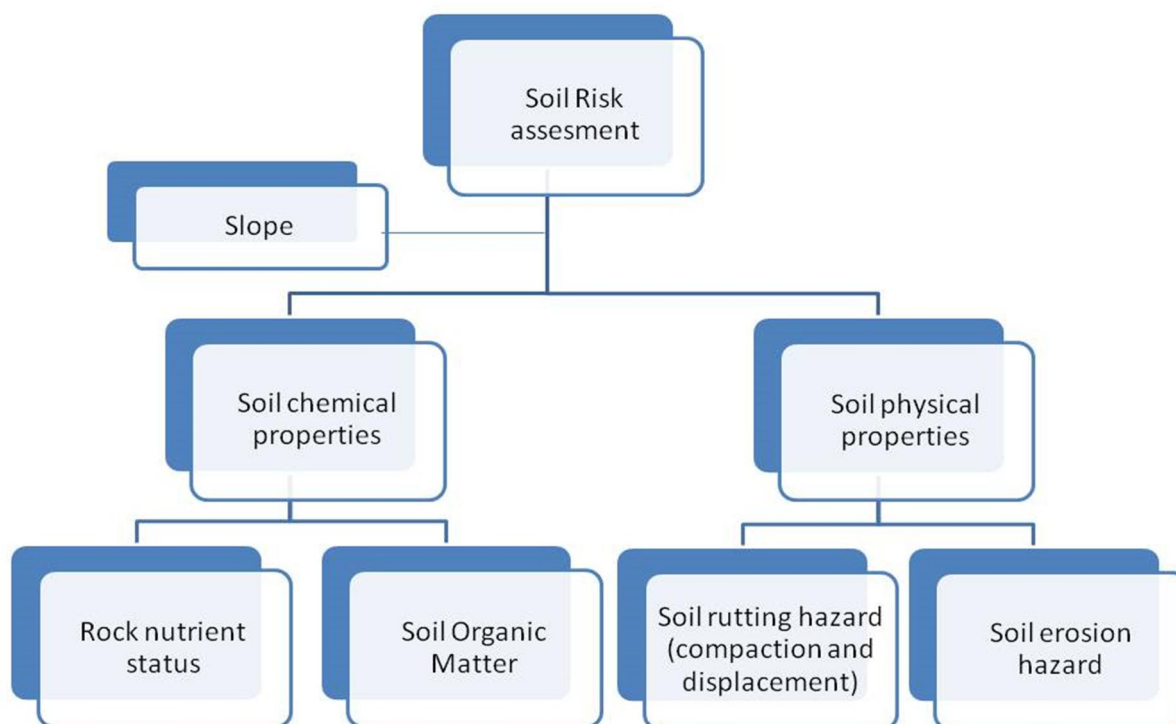 Soil Risk
assesment
Slope
Soil chemical
properties
Soil physical
properties
Rock nutrient
status
Soil Organic
Matter
Soil rutting hazard
(compaction and
displacement)
Soil erosion
hazard